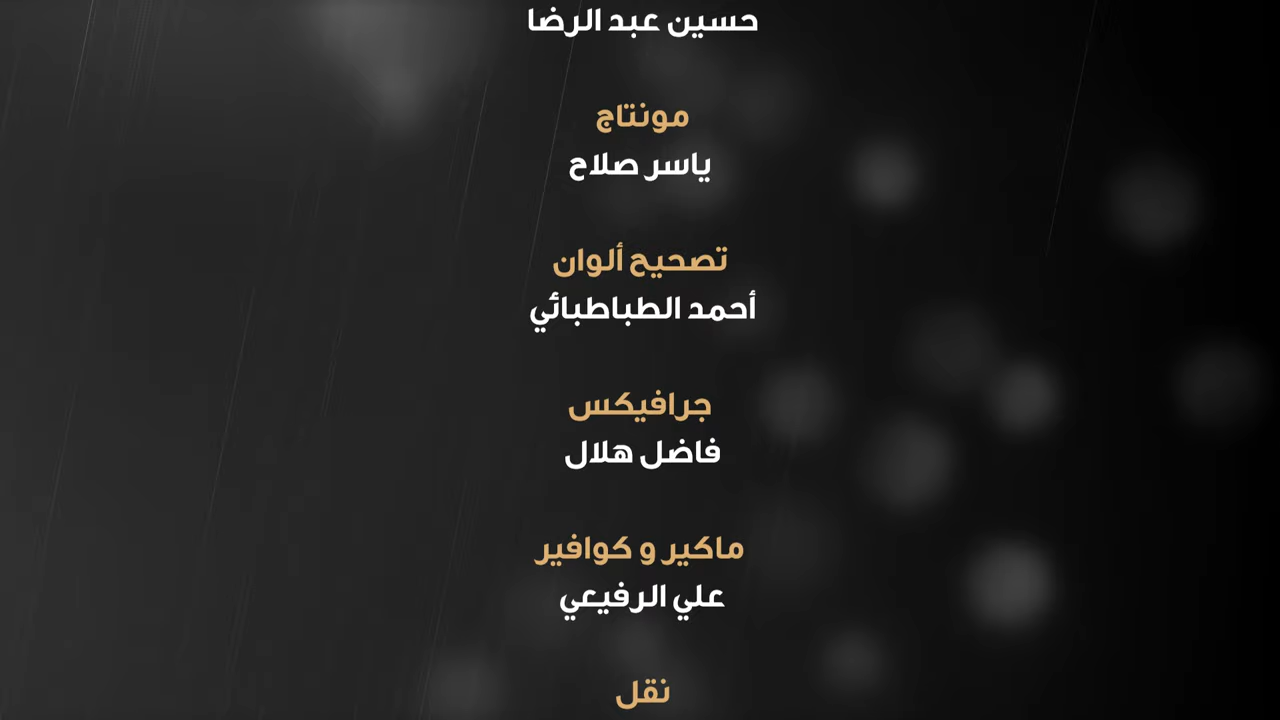 حسين عبد الرضا
مونتاج
ياسر صلاح
تصحيح ألوان
أحمد الطباطبائي
جرافيكس
فاضل هلال
ماكير و كوافير
علي الرفيعي
نقل